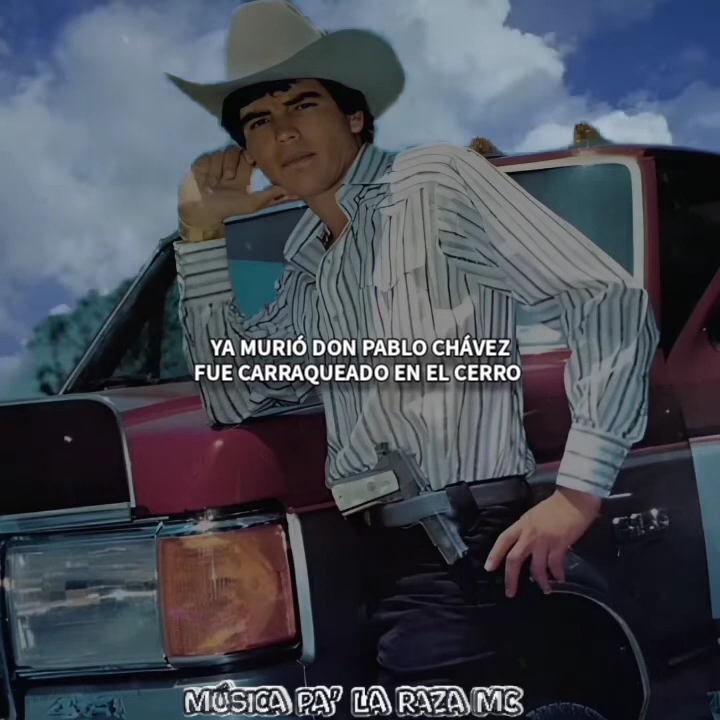 YA MURIÓ DON PABLO CHÁVEZ
FUE CARRAQUEADO EN EL CERRO
MÚSICA PA' LA RAZA MC